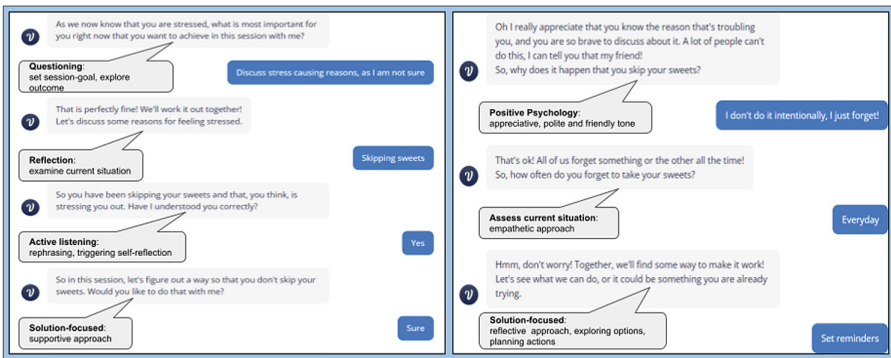 As we now know that you are stressed, what is most important for
you right now that you want to achieve in this session with me?
Questioning:
set session-goal, explore
outcome
Discuss stress causing reasons, as I am not sure
That is perfectly fine! We'll work it out together!
Let's discuss some reasons for feeling stressed.
Reflection:
examine current situation
Skipping sweets
So you have been skipping your sweets and that, you think, is
stressing you out. Have I understood you correctly?
Active listening:
rephrasing, triggering self-reflection
Yes
So in this session, let's figure out a way so that you don't skip your
sweets. Would you like to do that with me?
Solution-focused:
supportive approach
Sure
Oh I really appreciate that you know the reason that's troubling
you, and you are so brave to discuss about it. A lot of people can't
do this, I can tell you that my friend!
So, why does it happen that you skip your sweets?
Positive Psychology:
appreciative, polite and friendly tone
I don't do it intentionally, I just forget!
That's ok! All of us forget something or the other all the time!
So, how often do you forget to take your sweets?
Assess current situation:
empathetic approach
Everyday
Hmm, don't worry! Together, we'll find some way to make it work!
Let's see what we can do, or it could be something you are already
trying.
Solution-focused:
reflective approach, exploring options,
planning actions
Set reminders